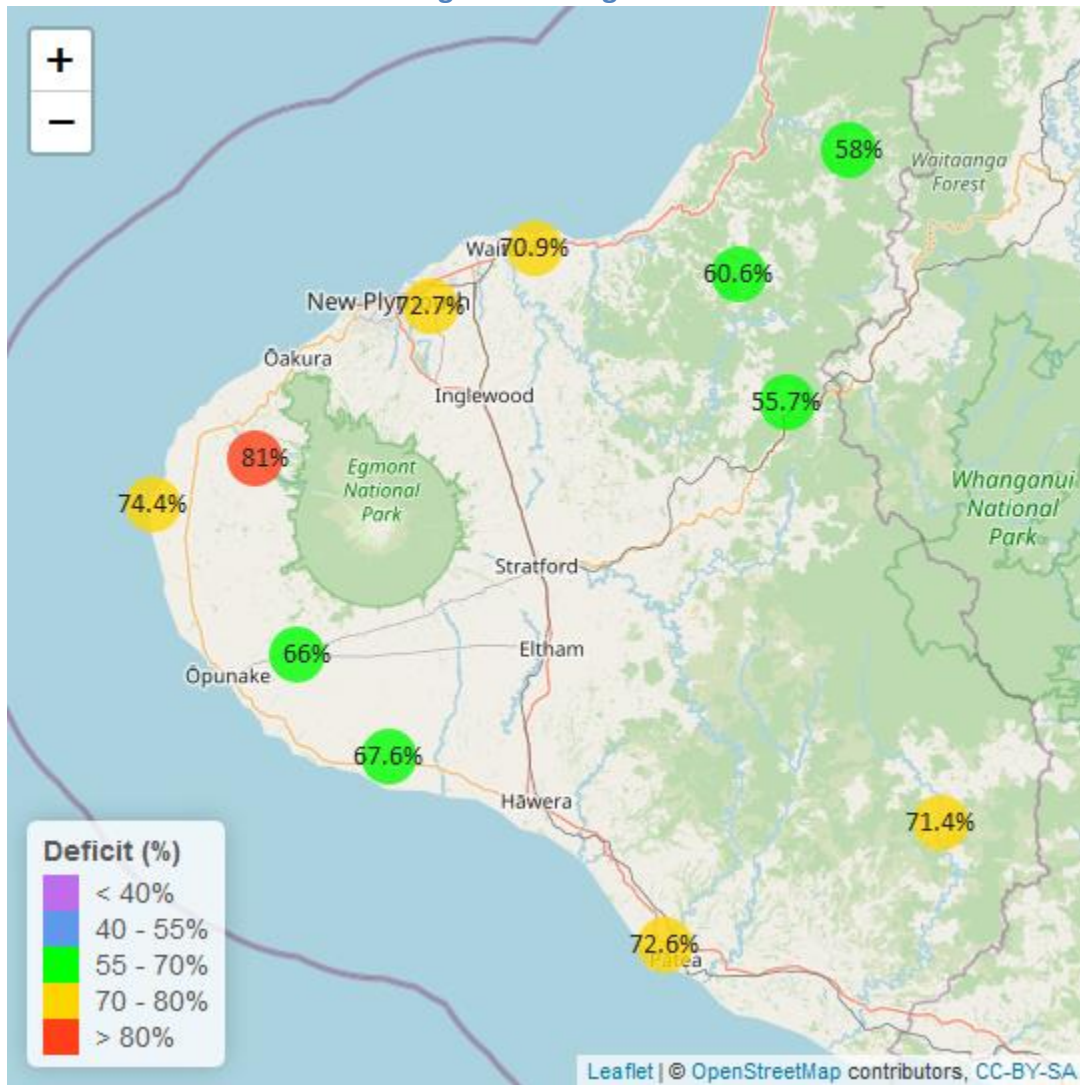 +
−
58%
Waitaanga
Forest
70.9%
60.6%
72.7%
Ōakura
55.7%
Inglewood
81%
Egmont
National
Park
74.4%
Whanganui
National
Park
Stratford
66%
Eltham
Ōpunake
67.6%
Hāwera
71.4%
72.6%
Deficit (%)
< 40%
40 - 55%
55 - 70%
70 - 80%
> 80%
Leaflet | © OpenStreetMap contributors, CC-BY-SA